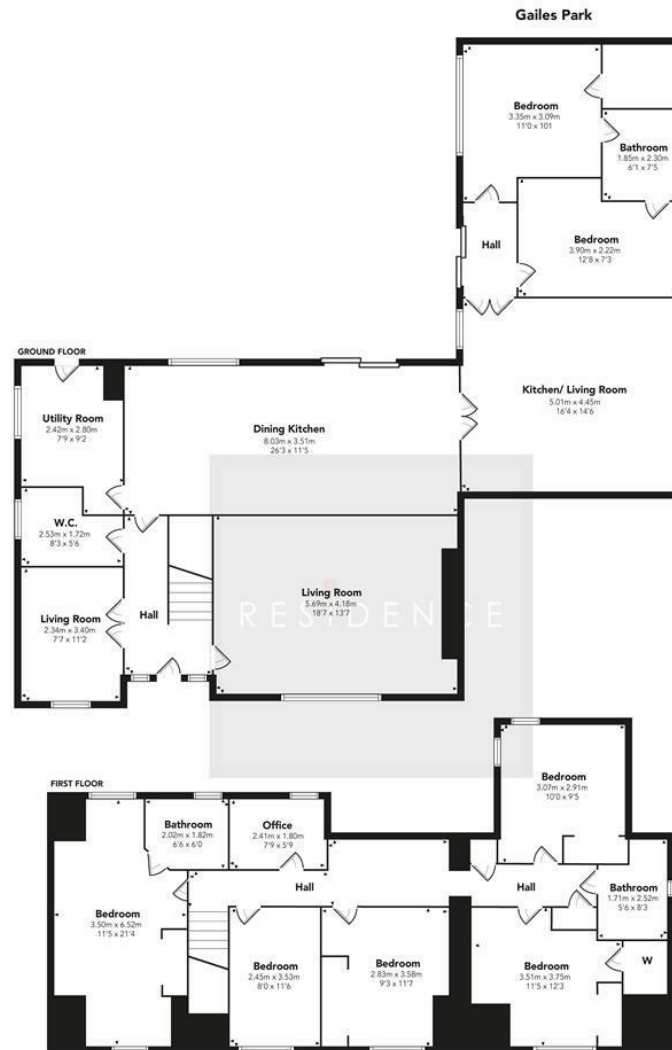 Gailes Park
Bedroom
3.35m x 3.09m
11'0 x 101
Bathroom
1.85m x 2.30m
6'1 x 7'5
Hall
Bedroom
3.90m x 2.22m
12'8 x 7'3
GROUND FLOOR
Utility Room
2.42m x 2.80m
7'9 x 9'2
Dining Kitchen
8.03m x 3.51m
26'3 x 11'5
Kitchen/ Living Room
5.01m x 4.45m
16'4 x 14'6
W.C.
2.53m x 1.72m
8'3 x 5'6
Living Room
2.34m x 3.40m
7'7 x 11'2
Hall
Living Room
5.69m x 4.18m
18'7 x 13'7
RESIDENCE
FIRST FLOOR
Bathroom
2.02m x 1.82m
6'6 x 6'0
Office
2.41m x 1.80m
7'9 x 5'9
Bedroom
3.07m x 2.91m
10'0 x 9'5
Hall
Hall
Bathroom
1.71m x 2.52m
5'6 x 8'3
Bedroom
3.50m x 6.52m
11'5 x 21'4
Bedroom
2.45m x 3.53m
8'0 x 11'6
Bedroom
2.83m x 3.58m
9'3 x 11'7
Bedroom
3.51m x 3.75m
11'5 x 12'3
W